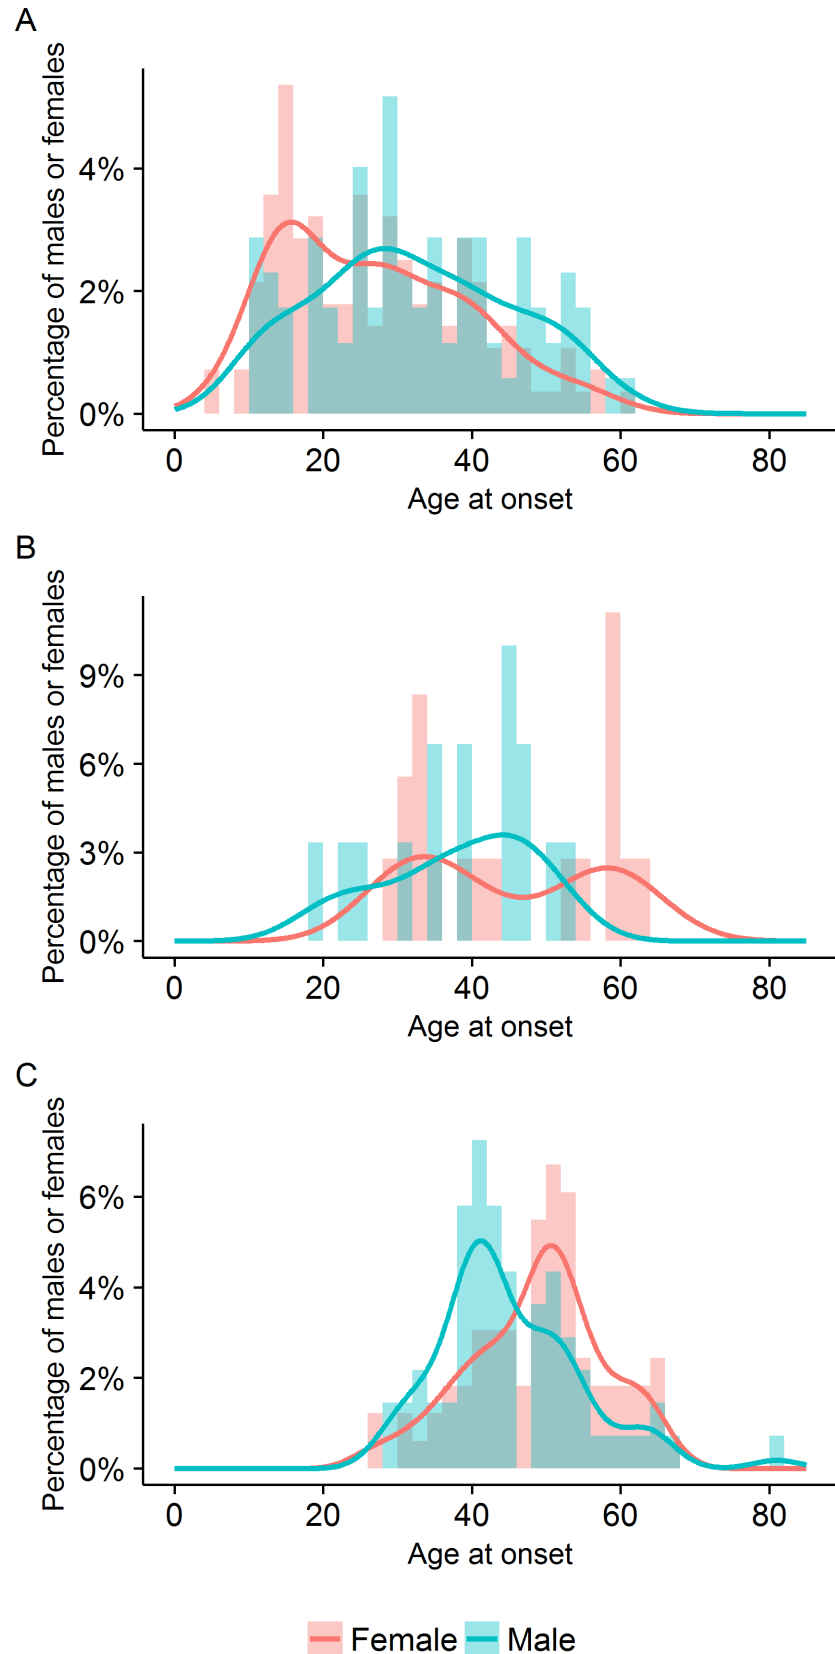 A
Percentage of males or females
4%
2%
0%
0 20 40 60 80
Age at onset
B
Percentage of males or females
9%
6%
3%
0%
0 20 40 60 80
Age at onset
C
Percentage of males or females
6%
4%
2%
0%
0 20 40 60 80
Age at onset
Female Male